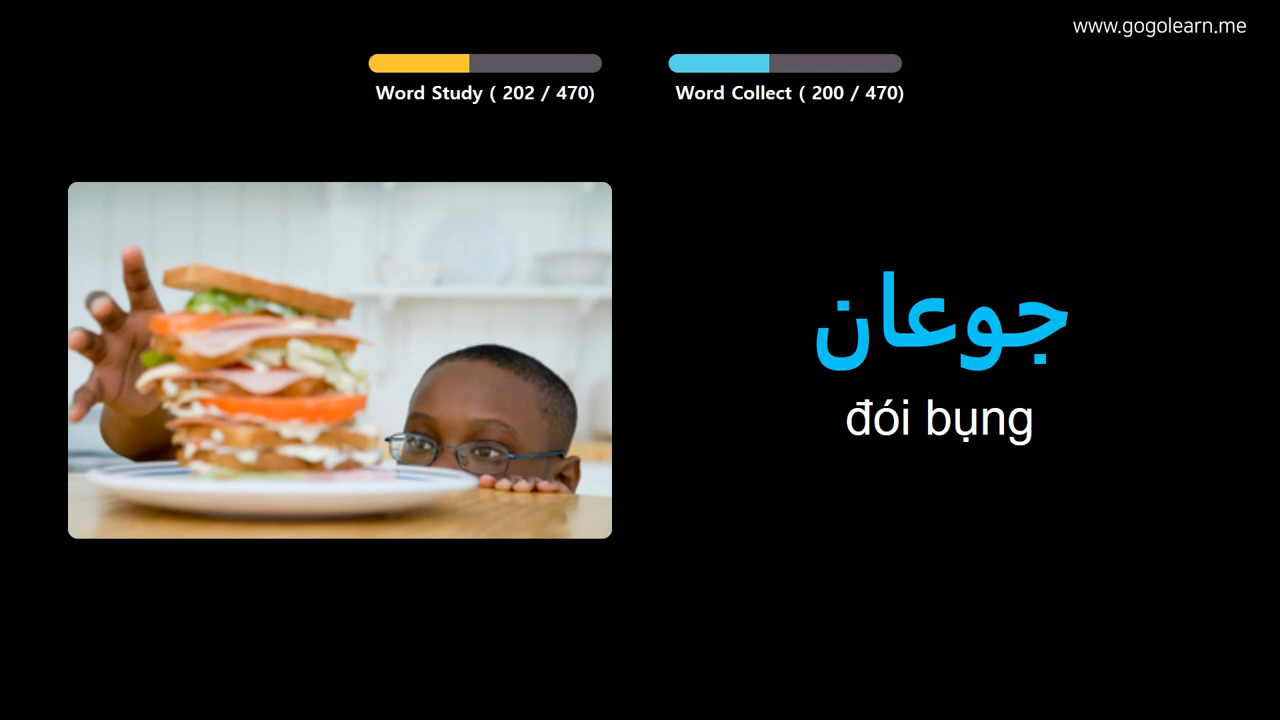 www.gogolearn.me
Word Study ( 202 / 470)
Word Collect ( 200 / 470)
جوعان
đói bụng